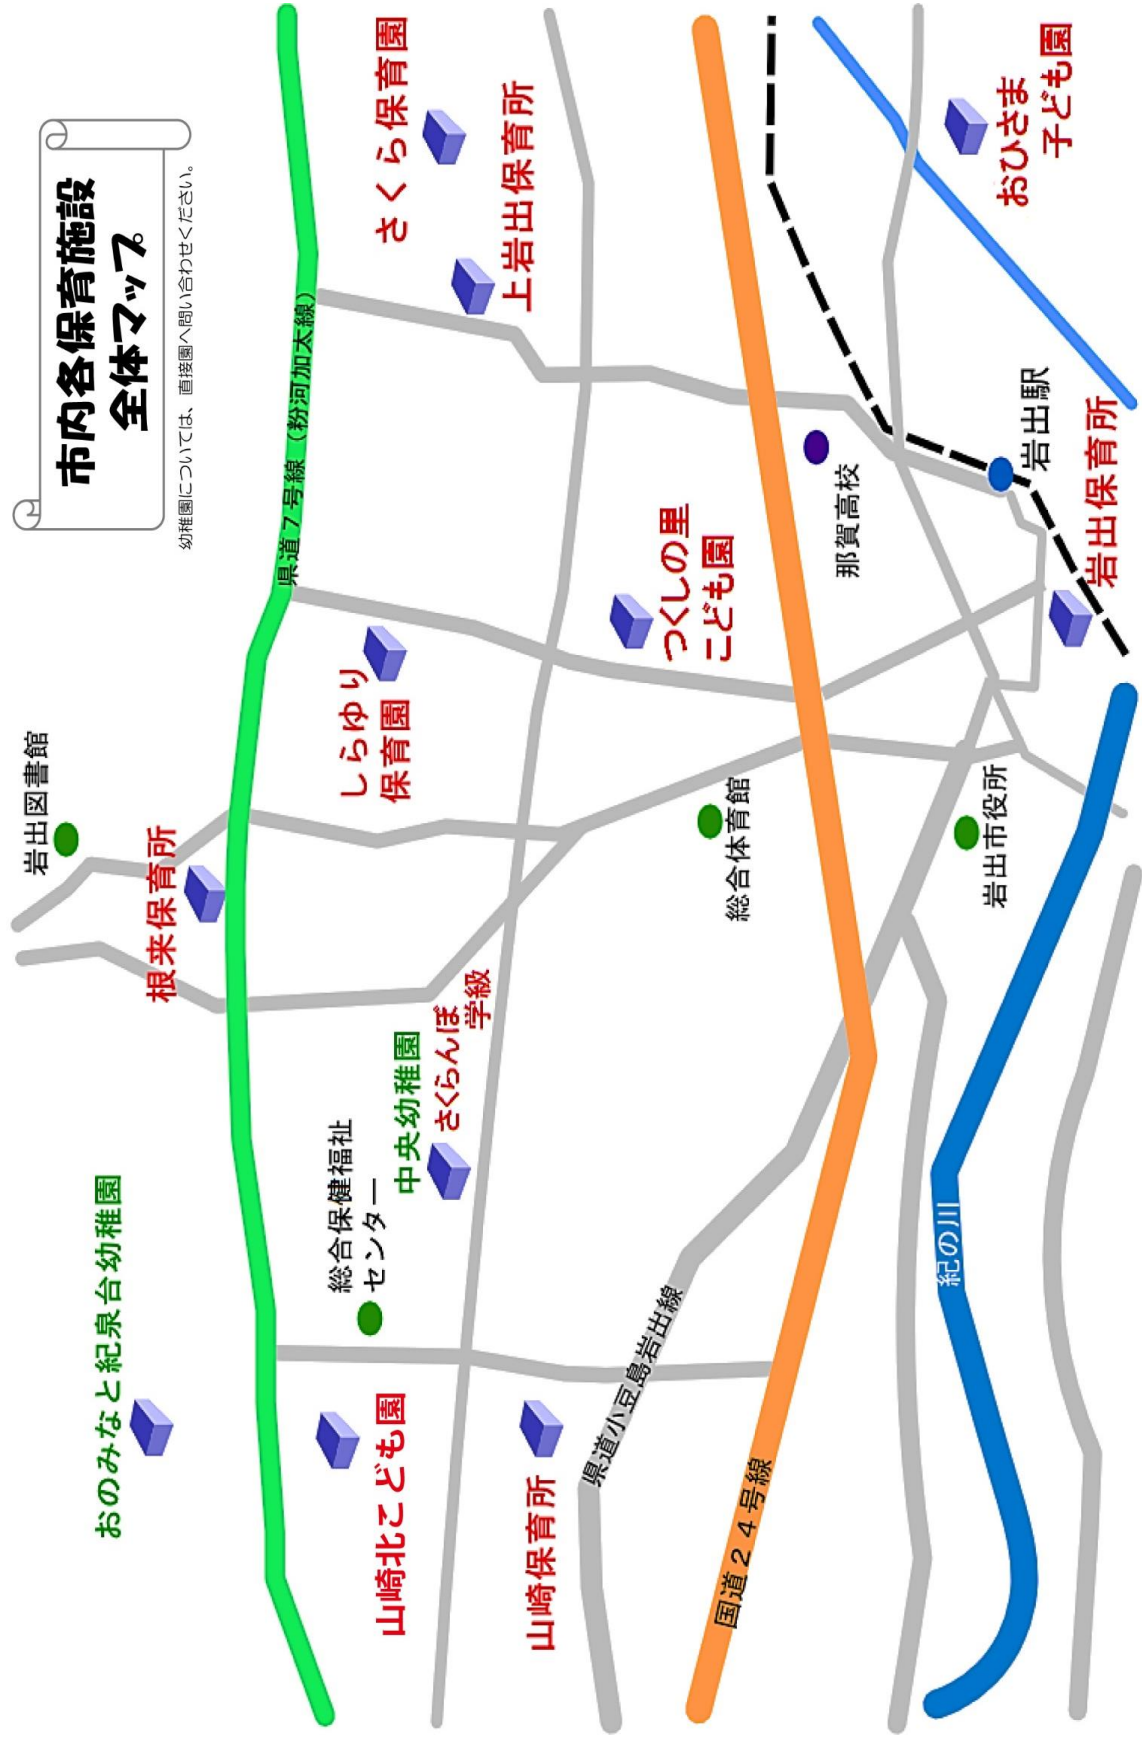 市内各保育施設
全体マップ
幼稚園については、直接園へ問い合わせください。
岩出図書館
おのみなと紀泉台幼稚園
根来保育所
県道７号線（粉河加太線）
さくら保育園
上岩出保育所
しらゆり
保育園
総合保健福祉
センター
中央幼稚園
さくらんぼ
学級
山崎北こども園
山崎保育所
つくしの里
こども園
県道小豆島岩出線
総合体育館
国道２４号線
那賀高校
岩出市役所
紀の川
岩出駅
岩出保育所
おひさま
子ども園